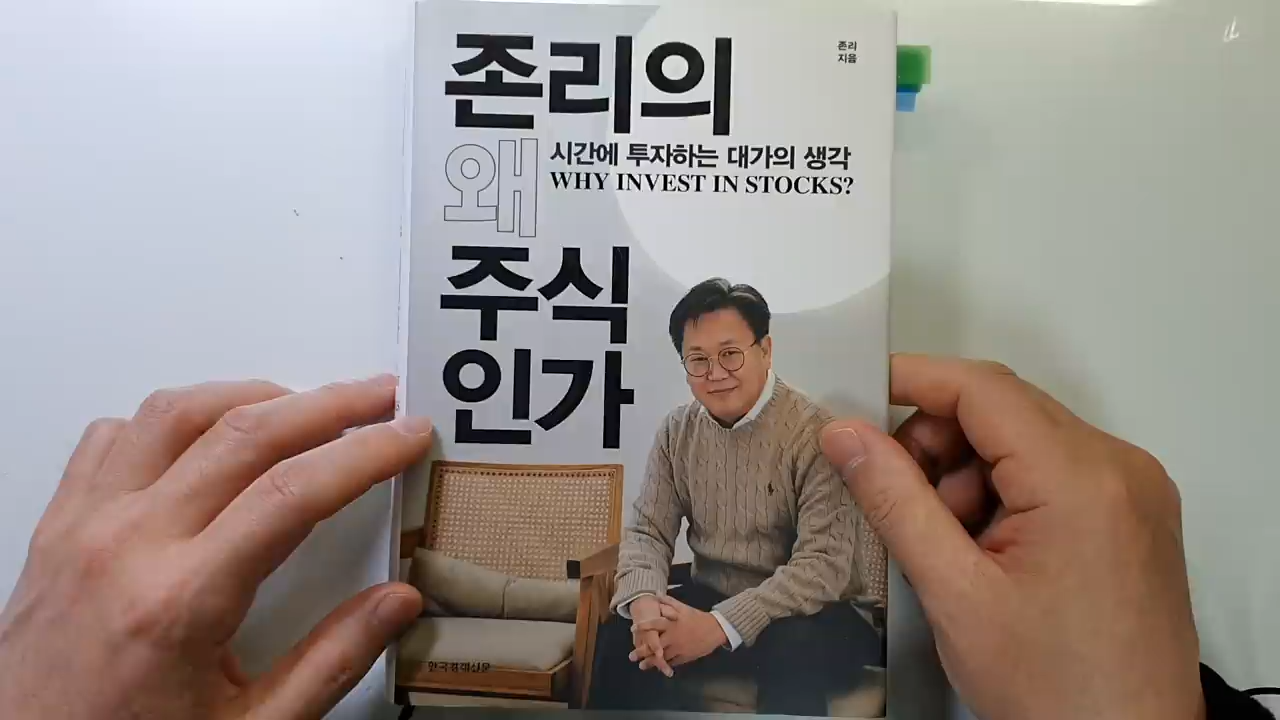 존리의
존리
지음
왜
시간에 투자하는 대가의 생각
WHY INVEST IN STOCKS?
주식
인가
한국경제신문